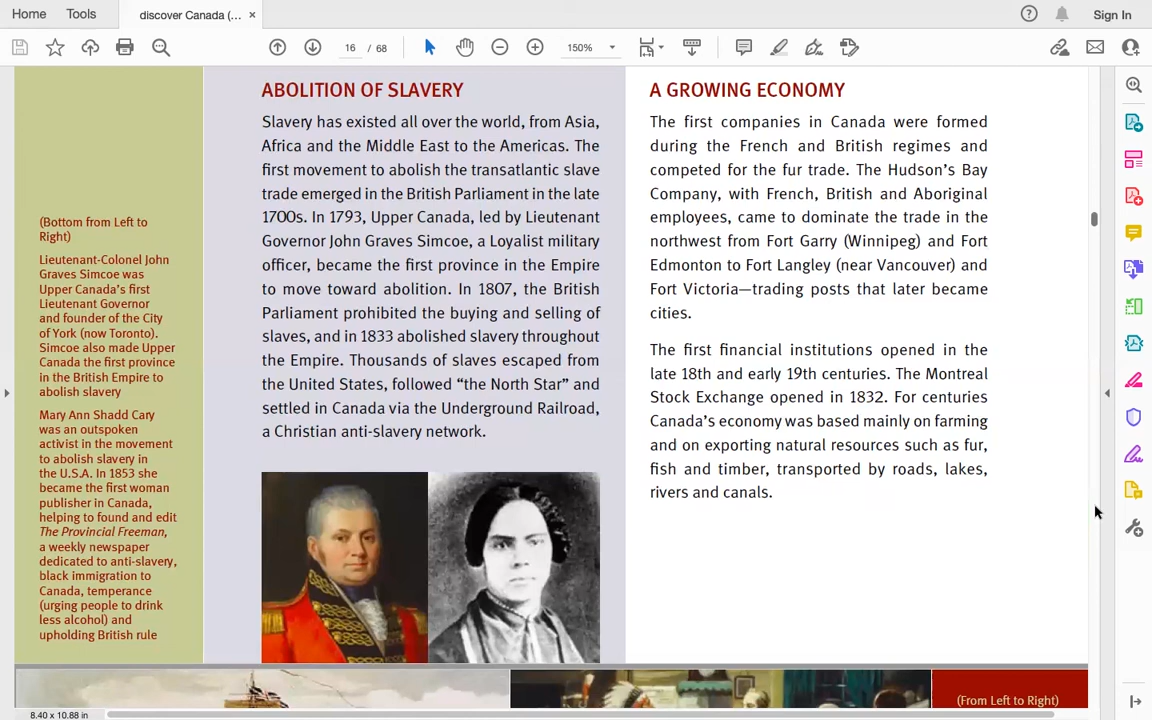 Home
Tools
discover Canada (...
×
Sign In
16 / 68
150%
(Bottom from Left to
Right)
Lieutenant-Colonel John
Graves Simcoe was
Upper Canada's first
Lieutenant Governor
and founder of the City
of York (now Toronto).
Simcoe also made Upper
Canada the first province
in the British Empire to
abolish slavery
Mary Ann Shadd Cary
was an outspoken
activist in the movement
to abolish slavery in
the U.S.A. In 1853 she
became the first woman
publisher in Canada,
helping to found and edit
The Provincial Freeman,
a weekly newspaper
dedicated to anti-slavery,
black immigration to
Canada, temperance
(urging people to drink
less alcohol) and
upholding British rule
ABOLITION OF SLAVERY
Slavery has existed all over the world, from Asia,
Africa and the Middle East to the Americas. The
first movement to abolish the transatlantic slave
trade emerged in the British Parliament in the late
1700s. In 1793, Upper Canada, led by Lieutenant
Governor John Graves Simcoe, a Loyalist military
officer, became the first province in the Empire
to move toward abolition. In 1807, the British
Parliament prohibited the buying and selling of
slaves, and in 1833 abolished slavery throughout
the Empire. Thousands of slaves escaped from
the United States, followed “the North Star” and
settled in Canada via the Underground Railroad,
a Christian anti-slavery network.
A GROWING ECONOMY
The first companies in Canada were formed
during the French and British regimes and
competed for the fur trade. The Hudson's Bay
Company, with French, British and Aboriginal
employees, came to dominate the trade in the
northwest from Fort Garry (Winnipeg) and Fort
Edmonton to Fort Langley (near Vancouver) and
Fort Victoria—trading posts that later became
cities.
The first financial institutions opened in the
late 18th and early 19th centuries. The Montreal
Stock Exchange opened in 1832. For centuries
Canada's economy was based mainly on farming
and on exporting natural resources such as fur,
fish and timber, transported by roads, lakes,
rivers and canals.
(From Left to Right)
8.40 x 10.88 in